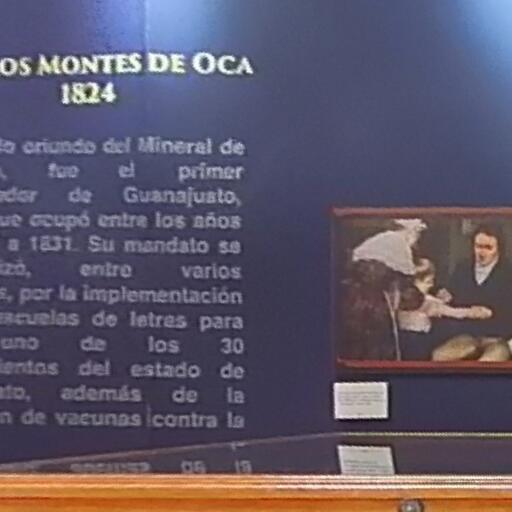 OS MONTES DE OCA
1824
oriundo del Mineral de
fue el primer
ador de Guanajuato,
ue ocupó entre los años
a 1831. Su mandato se
izó, entre varios
s, por la implementación
escuelas de letras para
uno de los 30
ientos del estado de
ato, además de la
n de vacunas contra la